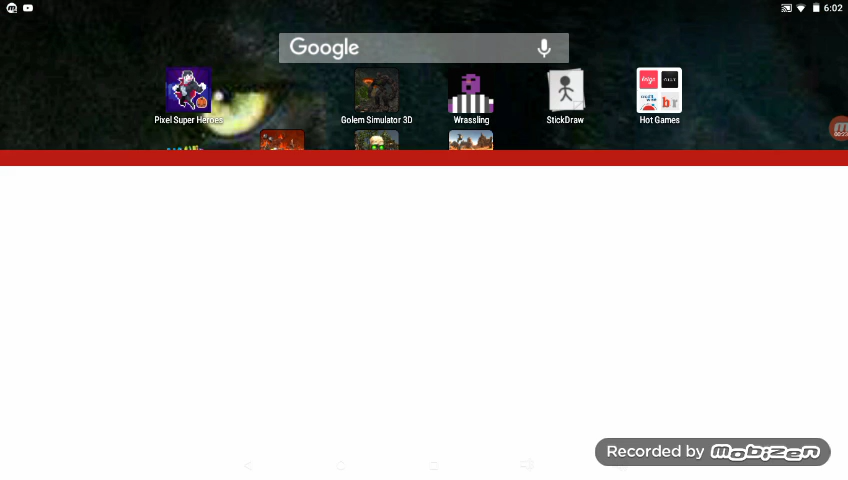 6:02
Google
Pixel Super Heroes
Golem Simulator 3D
Wrassling
StickDraw
Hot Games
Recorded by mobizen